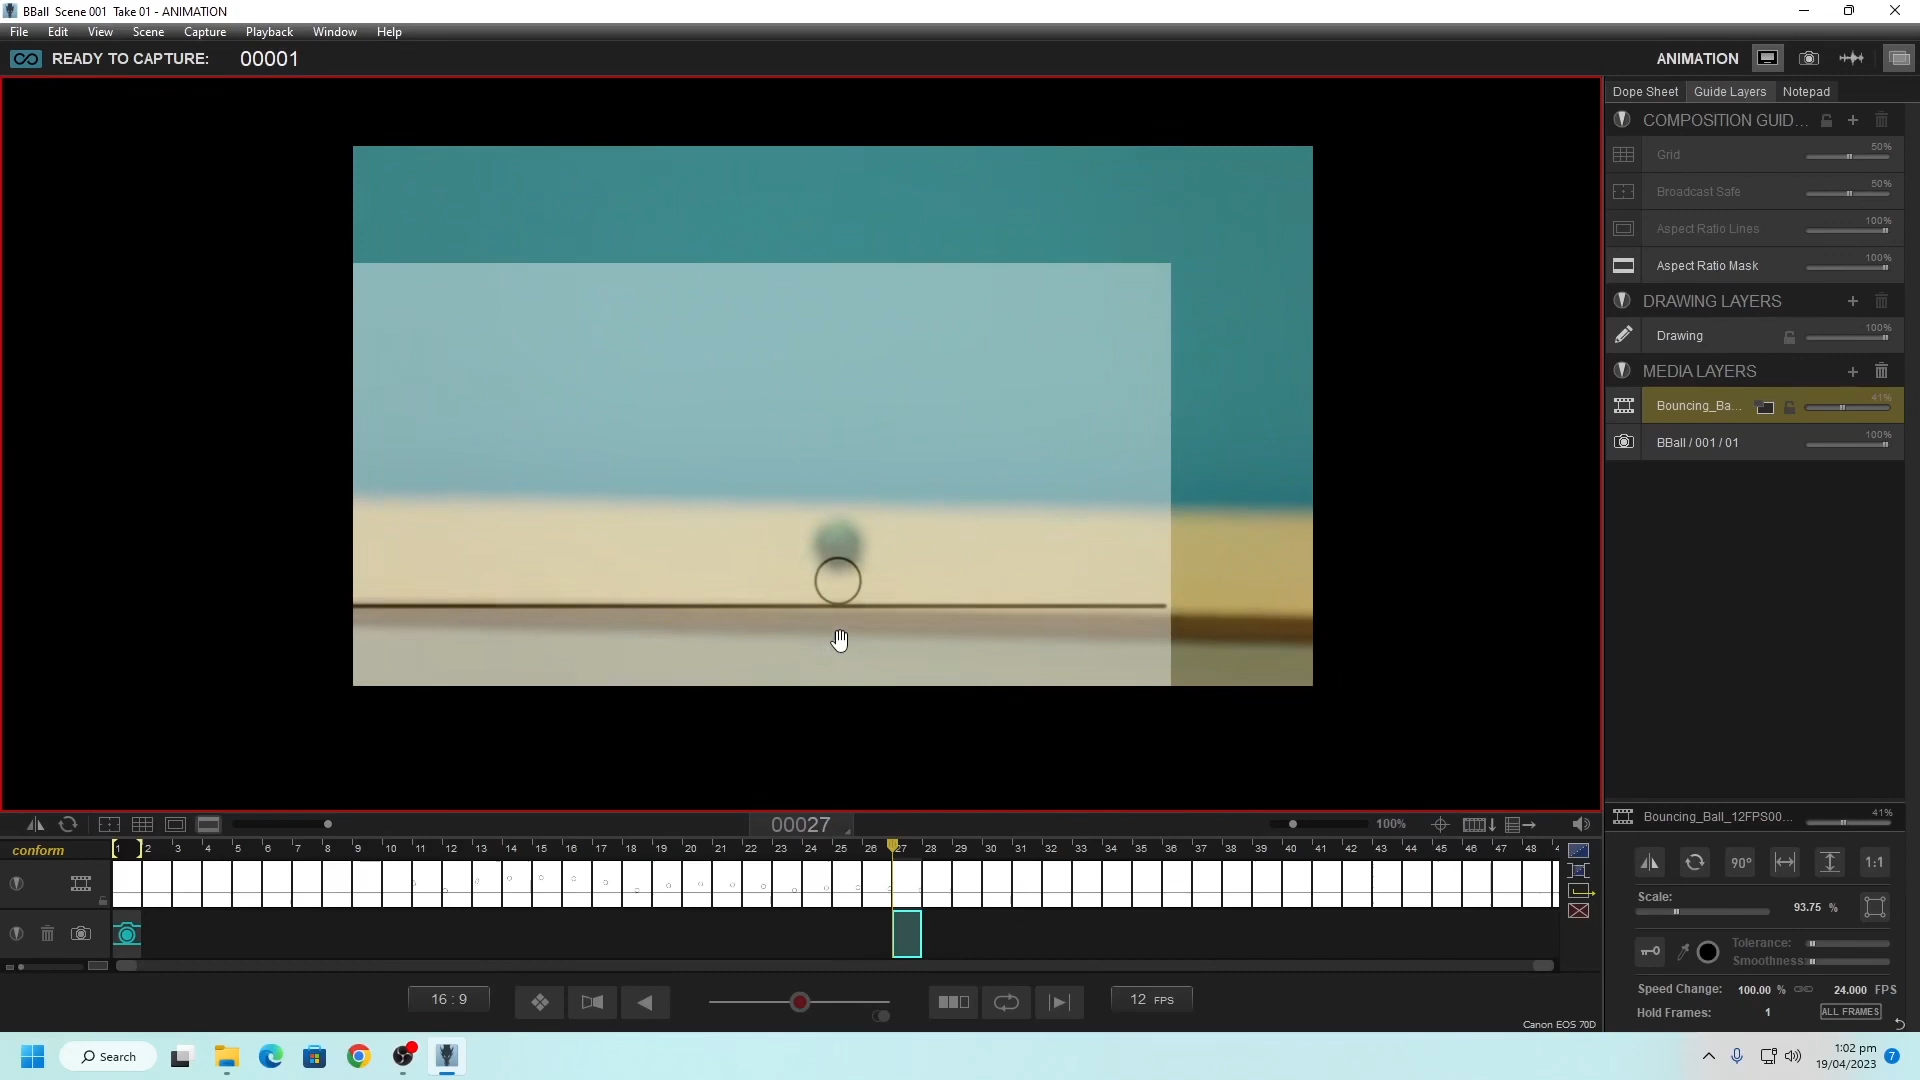 BBall Scene 001 Take 01 - ANIMATION
File Edit View Scene Capture Playback Window Help
READY TO CAPTURE: 00001
ANIMATION
Dope Sheet Guide Layers Notepad
COMPOSITION GUID...
Grid 50%
Broadcast Safe 50%
Aspect Ratio Lines 100%
Aspect Ratio Mask 100%
DRAWING LAYERS
Drawing 100%
MEDIA LAYERS
Bouncing_Ba... 41%
BBall / 001 / 01 100%
00027
100%
conform
1 2 3 4 5 6 7 8 9 10 11 12 13 14 15 16 17 18 19 20 21 22 23 24 25 26 27 28 29 30 31 32 33 34 35 36 37 38 39 40 41 42 43 44 45 46 47 48
Bouncing_Ball_12FPS00... 41%
90° 1:1
Scale: 93.75 %
Tolerance:
Smoothness:
Speed Change: 100.00 % 24.000 FPS
Hold Frames: 1 ALL FRAMES
16 : 9
12 FPS
Canon EOS 70D
Search
1:02 pm
19/04/2023
7